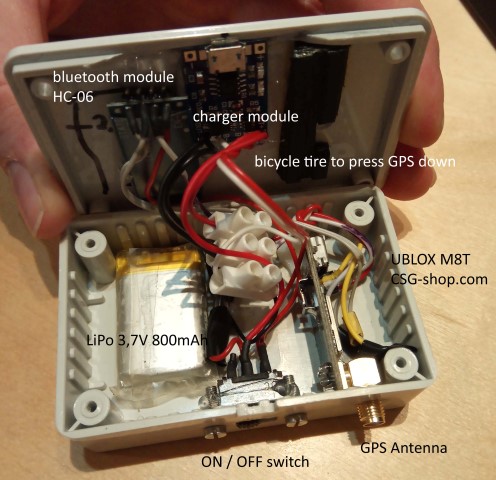 bluetooth module
HC-06
charger module
bicycle tire to press GPS down
UBLOX M8T
CSG-shop.com
LiPo 3,7V 800mAh
GPS Antenna
ON / OFF switch